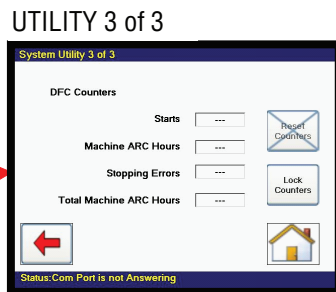 UTILITY 3 of 3
System Utility 3 of 3
DFC Counters
Starts ---
Reset Counters
Machine ARC Hours ---
Stopping Errors ---
Lock Counters
Total Machine ARC Hours ---
Status:Com Port is not Answering